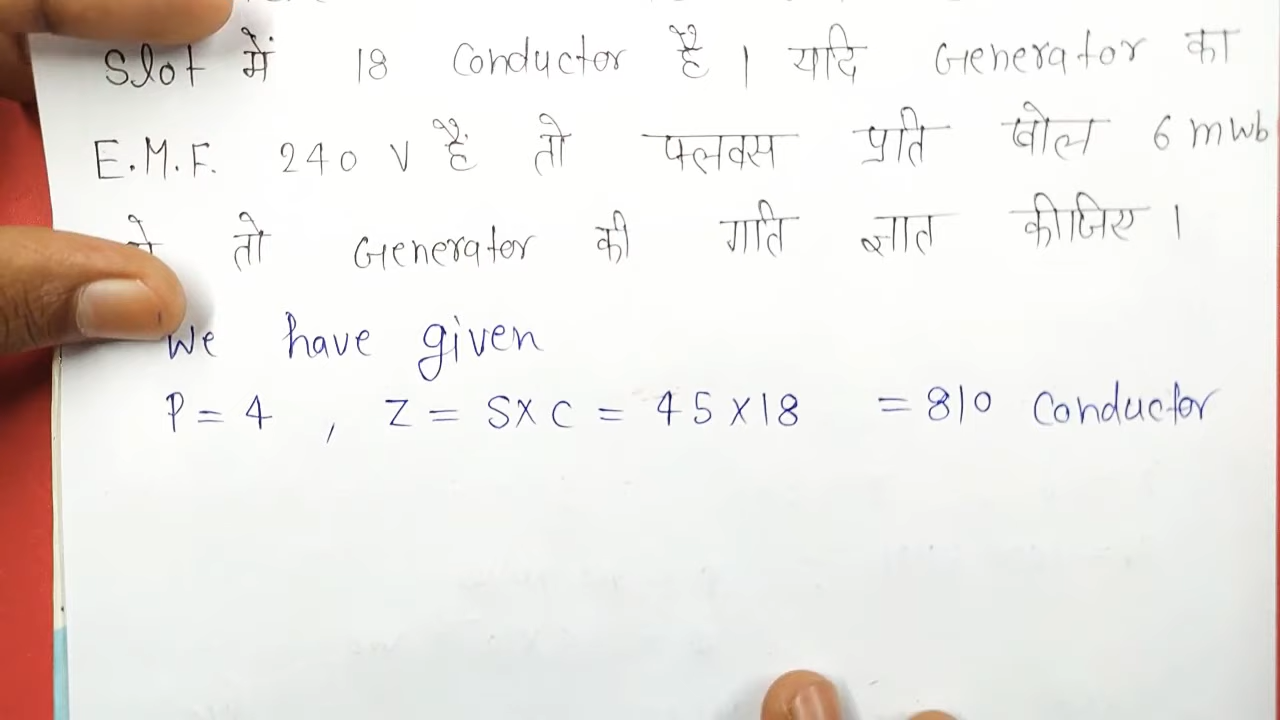 Slot में 18 Conductor है । यदि Generator का
E.M.F. 240 V है तो फ्लक्स प्रति पोल 6 mwb
तो Generator की गति ज्ञात कीजिए ।
We have given
P = 4 , Z = S×C = 45×18 = 810 Conductor